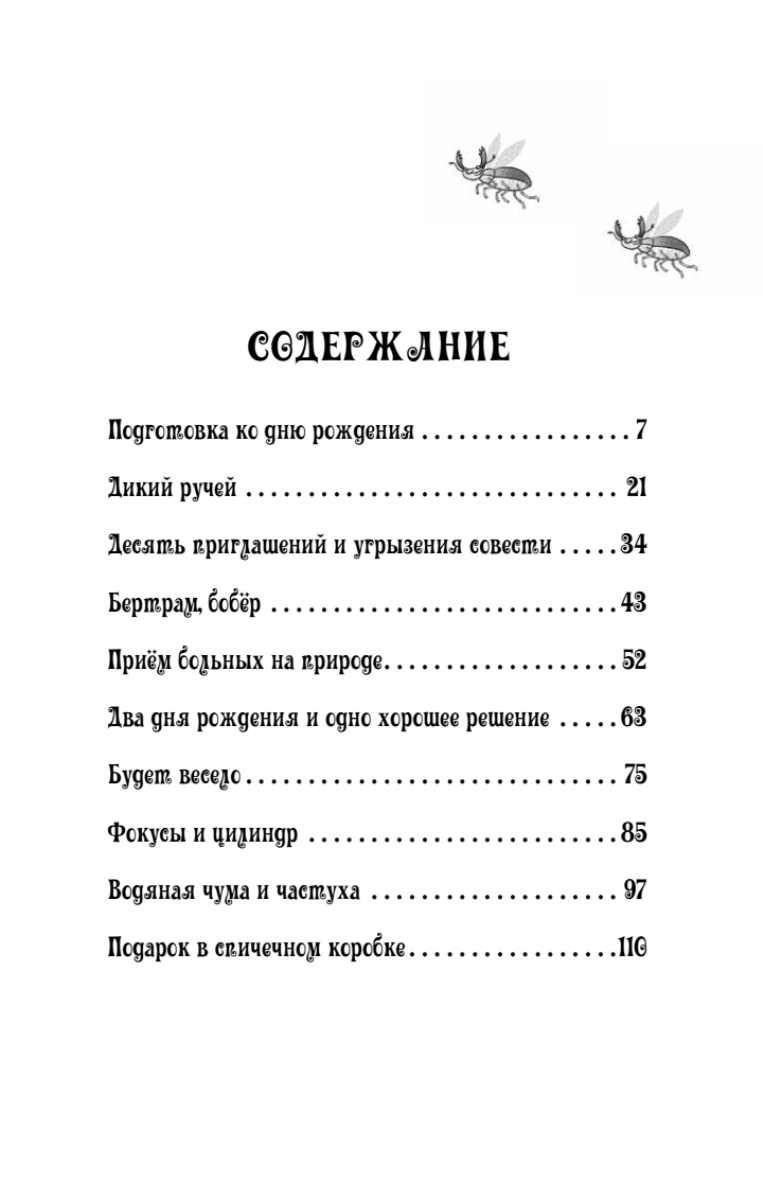 СОДЕРЖАНИЕ
Подготовка ко дню рождения . . . . . . . . . . . . . . . . . 7
Дикий ручей . . . . . . . . . . . . . . . . . . . . . . . . . . . . . . 21
Десять приглашений и угрызения совести . . . . . 34
Бертрам, бобёр . . . . . . . . . . . . . . . . . . . . . . . . . . . . 43
Приём больных на природе. . . . . . . . . . . . . . . . . . . 52
Два дня рождения и одно хорошее решение . . . . . 63
Будет весело . . . . . . . . . . . . . . . . . . . . . . . . . . . . . . 75
Фокусы и цилиндр . . . . . . . . . . . . . . . . . . . . . . . . . 85
Водяная чума и частуха . . . . . . . . . . . . . . . . . . . . 97
Подарок в спичечном коробке . . . . . . . . . . . . . . . . . 110